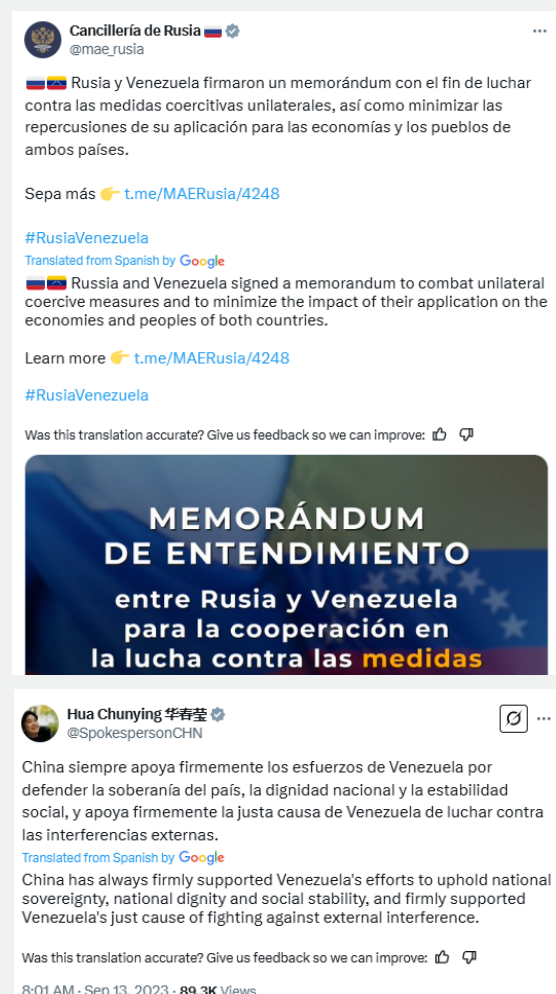 Cancillería de Rusia 🇷🇺
@mae_rusia
🇷🇺🇻🇪 Rusia y Venezuela firmaron un memorándum con el fin de luchar
contra las medidas coercitivas unilaterales, así como minimizar las
repercusiones de su aplicación para las economías y los pueblos de
ambos países.
Sepa más 👉 t.me/MAERusia/4248
#RusiaVenezuela
Translated from Spanish by Google
🇷🇺🇻🇪 Russia and Venezuela signed a memorandum to combat unilateral
coercive measures and to minimize the impact of their application on the
economies and peoples of both countries.
Learn more 👉 t.me/MAERusia/4248
#RusiaVenezuela
Was this translation accurate? Give us feedback so we can improve:
MEMORÁNDUM
DE ENTENDIMIENTO
entre Rusia y Venezuela
para la cooperación en
la lucha contra las medidas
Hua Chunying 华春莹
@SpokespersonCHN
China siempre apoya firmemente los esfuerzos de Venezuela por
defender la soberanía del país, la dignidad nacional y la estabilidad
social, y apoya firmemente la justa causa de Venezuela de luchar contra
las interferencias externas.
Translated from Spanish by Google
China has always firmly supported Venezuela's efforts to uphold national
sovereignty, national dignity and social stability, and firmly supported
Venezuela's just cause of fighting against external interference.
Was this translation accurate? Give us feedback so we can improve:
8:01 AM · Sep 13, 2023 · 89.3K Views